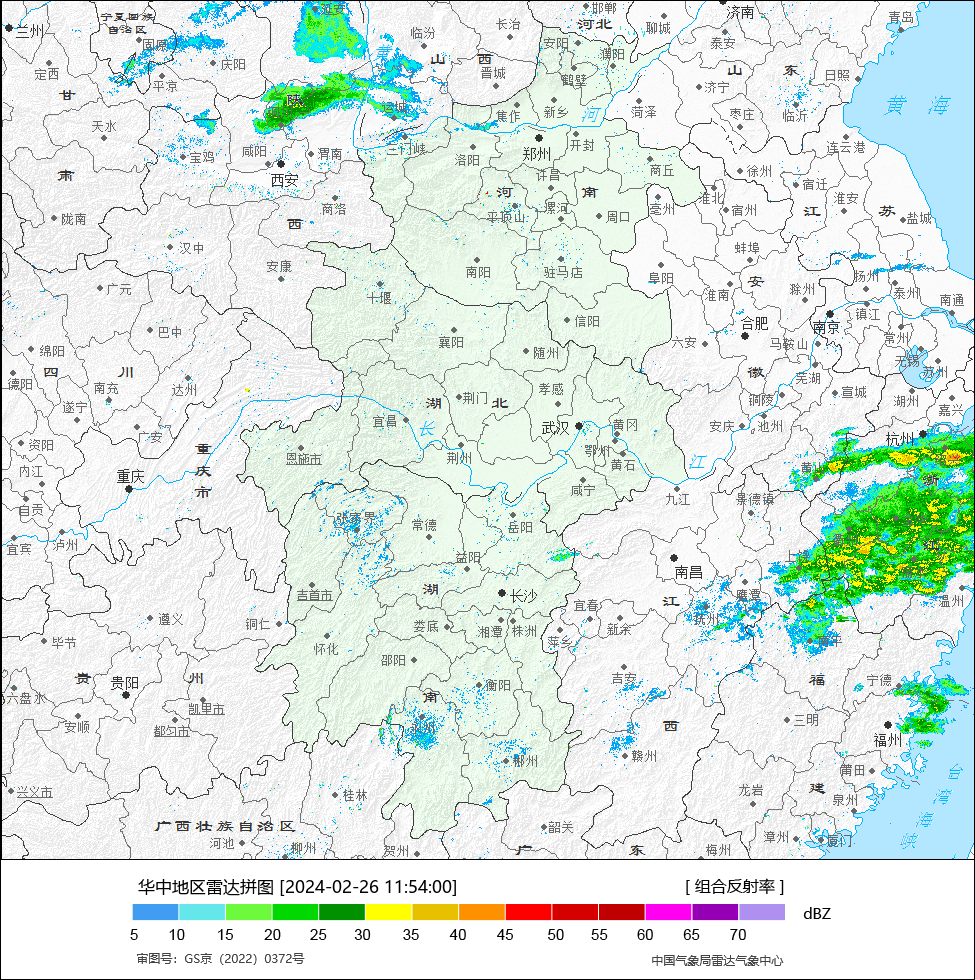 宁夏回族
自治区
延安
临汾
长治
邯郸
河北
聊城
济南
青岛
兰州
固原
庆阳
黄
山
西
晋城
安阳
濮阳
泰安
山
东
日照
定西
甘
平凉
鹤壁
新乡
济宁
菏泽
枣庄
临沂
黄
海
天水
宝鸡
咸阳
渭南
运城
三门峡
焦作
河
洛阳
郑州
开封
连云港
肃
西安
商洛
许昌
商丘
徐州
宿迁
淮安
河
南
平顶山
漯河
周口
亳州
淮北
宿州
江
苏
盐城
陇南
西
汉中
安康
南阳
驻马店
阜阳
蚌埠
安
淮南
滁州
扬州
泰州
南通
广元
十堰
巴中
襄阳
信阳
合肥
南京
镇江
六安
马鞍山
常州
绵阳
四
川
随州
徽
芜湖
无锡
苏州
德阳
南充
达州
湖
荆门
北
孝感
铜陵
宣城
湖州
嘉兴
遂宁
广安
宜昌
长
武汉
黄冈
安庆
池州
杭州
资阳
重
庆
市
恩施市
荆州
鄂州
黄石
江
黄山
浙
内江
重庆
咸宁
九江
景德镇
自贡
张家界
常德
岳阳
宜宾
泸州
益阳
南昌
上饶
吉首市
湖
长沙
鹰潭
温州
遵义
铜仁
宜春
江
抚州
娄底
湘潭
株洲
新余
萍乡
毕节
怀化
邵阳
贵
州
贵阳
吉安
福
宁德
六盘水
凯里市
南
衡阳
安顺
都匀市
西
三明
福州
郴州
赣州
莆田
台
湾
海
峡
兴义市
桂林
龙岩
建
泉州
广西壮族自治区
韶关
漳州
厦门
河池
柳州
贺州
广
东
梅州
华中地区雷达拼图 [2024-02-26 11:54:00]
[ 组合反射率 ]
dBZ
5 10 15 20 25 30 35 40 45 50 55 60 65 70
审图号：GS京（2022）0372号
中国气象局雷达气象中心